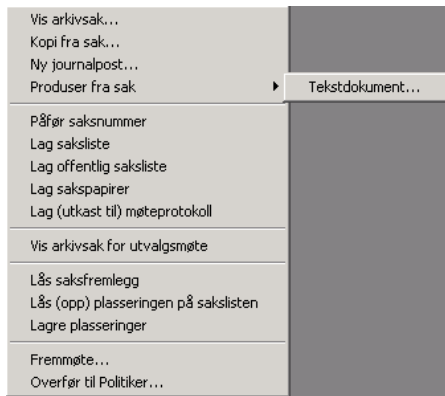 Vis arkivsak...
Kopi fra sak...
Ny journalpost...
Produser fra sak
Tekstdokument...
Påfør saksnummer
Lag saksliste
Lag offentlig saksliste
Lag sakspapirer
Lag (utkast til) møteprotokoll
Vis arkivsak for utvalgsmøte
Lås saksfremlegg
Lås (opp) plasseringen på sakslisten
Lagre plasseringer
Fremmøte...
Overfør til Politiker...